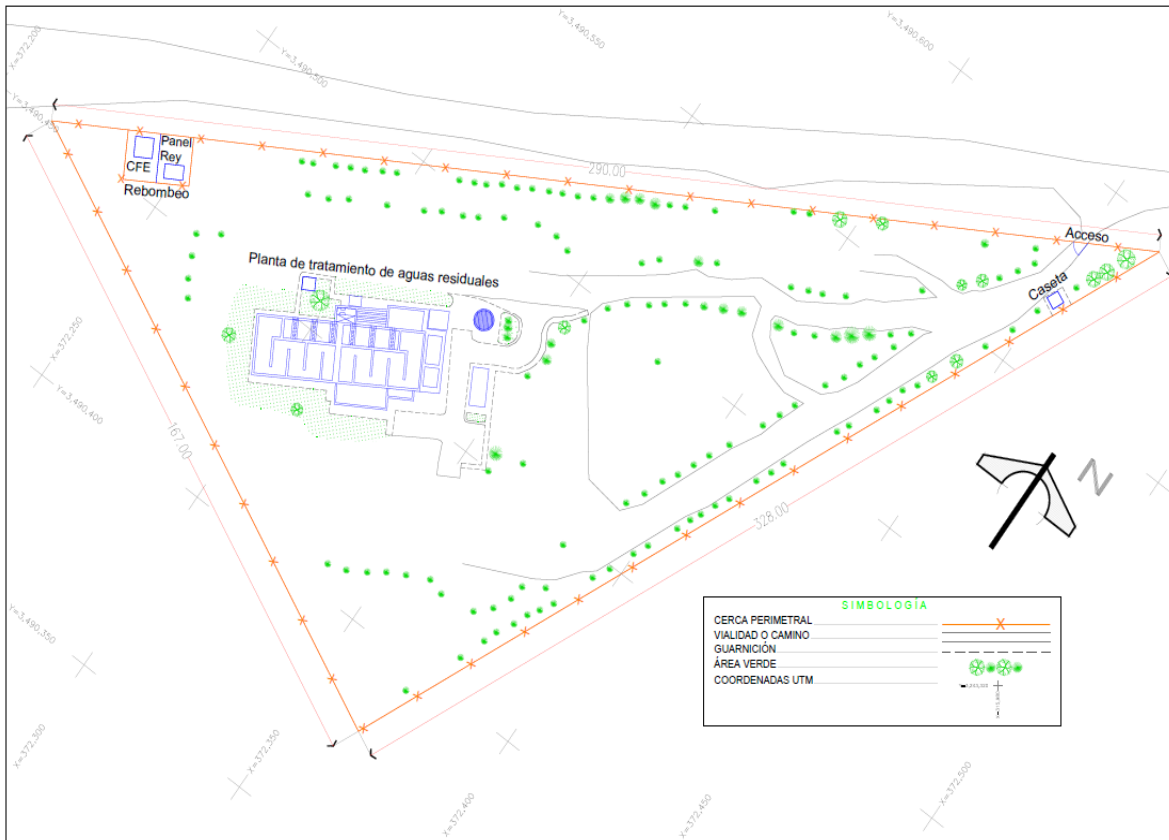 X=372,200
Y=3,490,500
Y=3,490,550
Y=3,490,600
Y=3,490,450
290.00
Panel
Rey
CFE
Rebombeo
Acceso
Caseta
Planta de tratamiento de aguas residuales
X=372,250
Y=3,490,400
167.00
328.00
N
Y=3,490,350
X=372,300
X=372,350
X=372,400
X=372,450
X=372,500
SIMBOLOGÍA
CERCA PERIMETRAL
VIALIDAD O CAMINO
GUARNICIÓN
ÁREA VERDE
COORDENADAS UTM